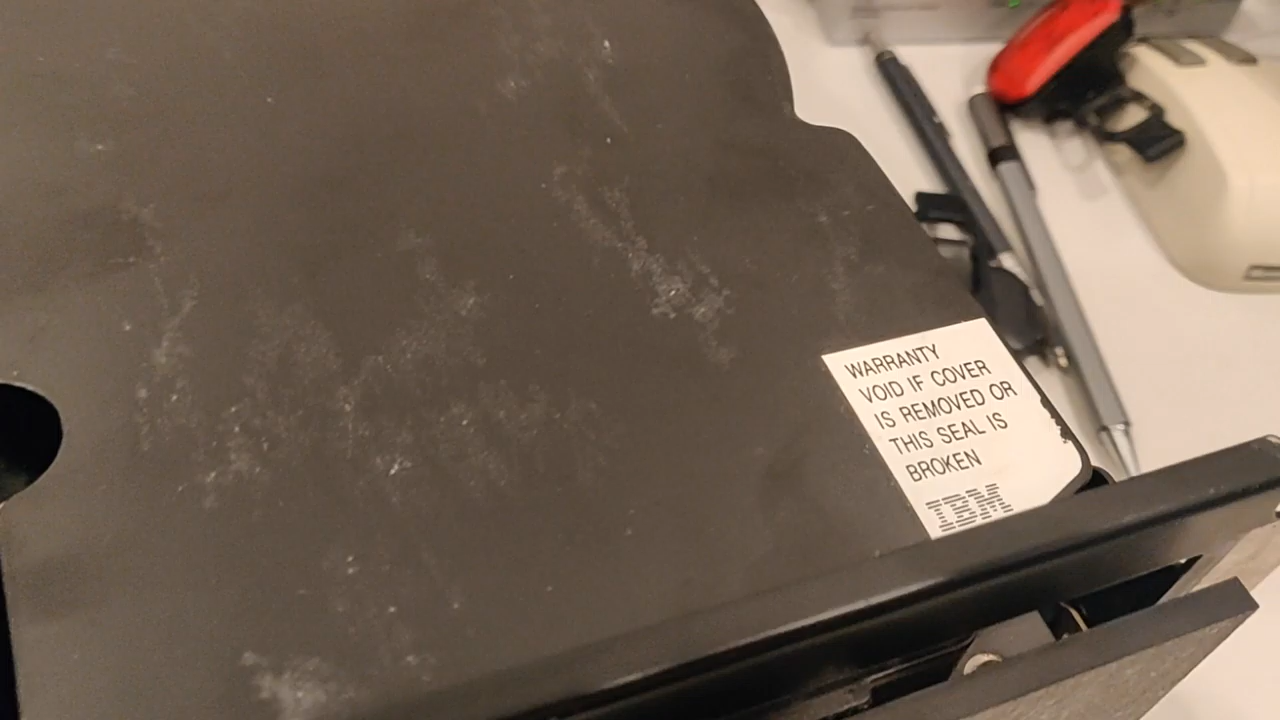 WARRANTY
VOID IF COVER
IS REMOVED OR
THIS SEAL IS
BROKEN
IBM